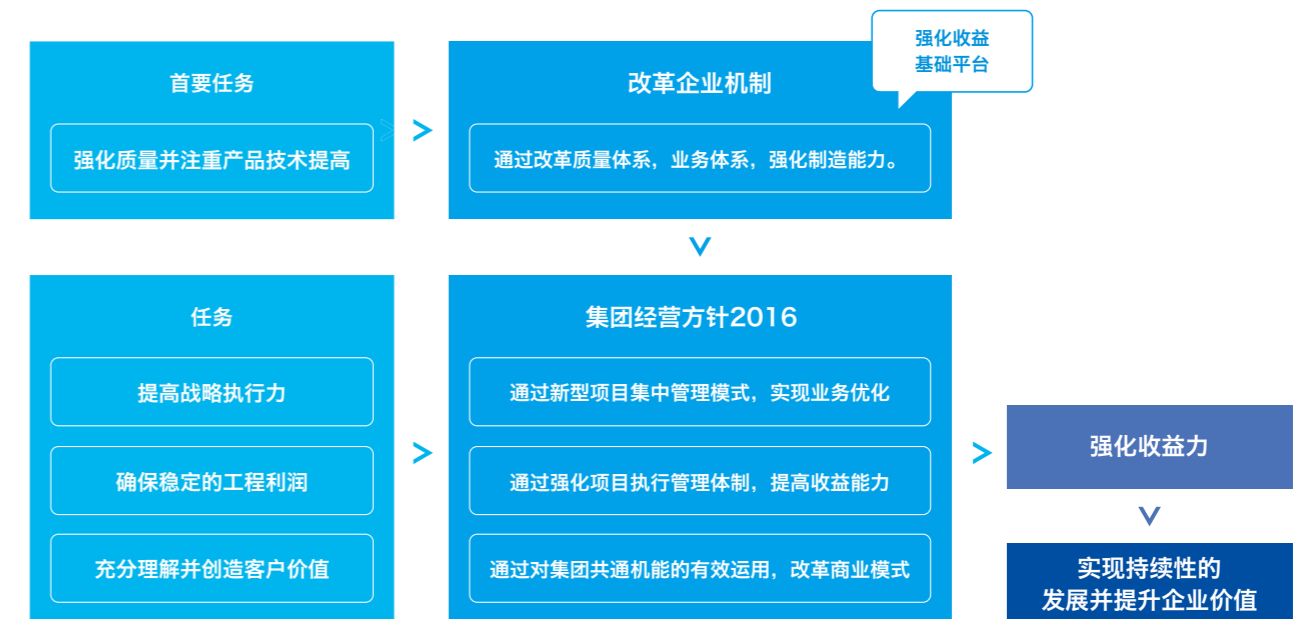 首要任务
强化质量并注重产品技术提高
改革企业机制
强化收益
基础平台
通过改革质量体系，业务体系，强化制造能力。
任务
提高战略执行力
确保稳定的工程利润
充分理解并创造客户价值
集团经营方针2016
通过新型项目集中管理模式，实现业务优化
通过强化项目执行管理体制，提高收益能力
通过对集团共通机能的有效运用，改革商业模式
强化收益力
实现持续性的
发展并提升企业价值